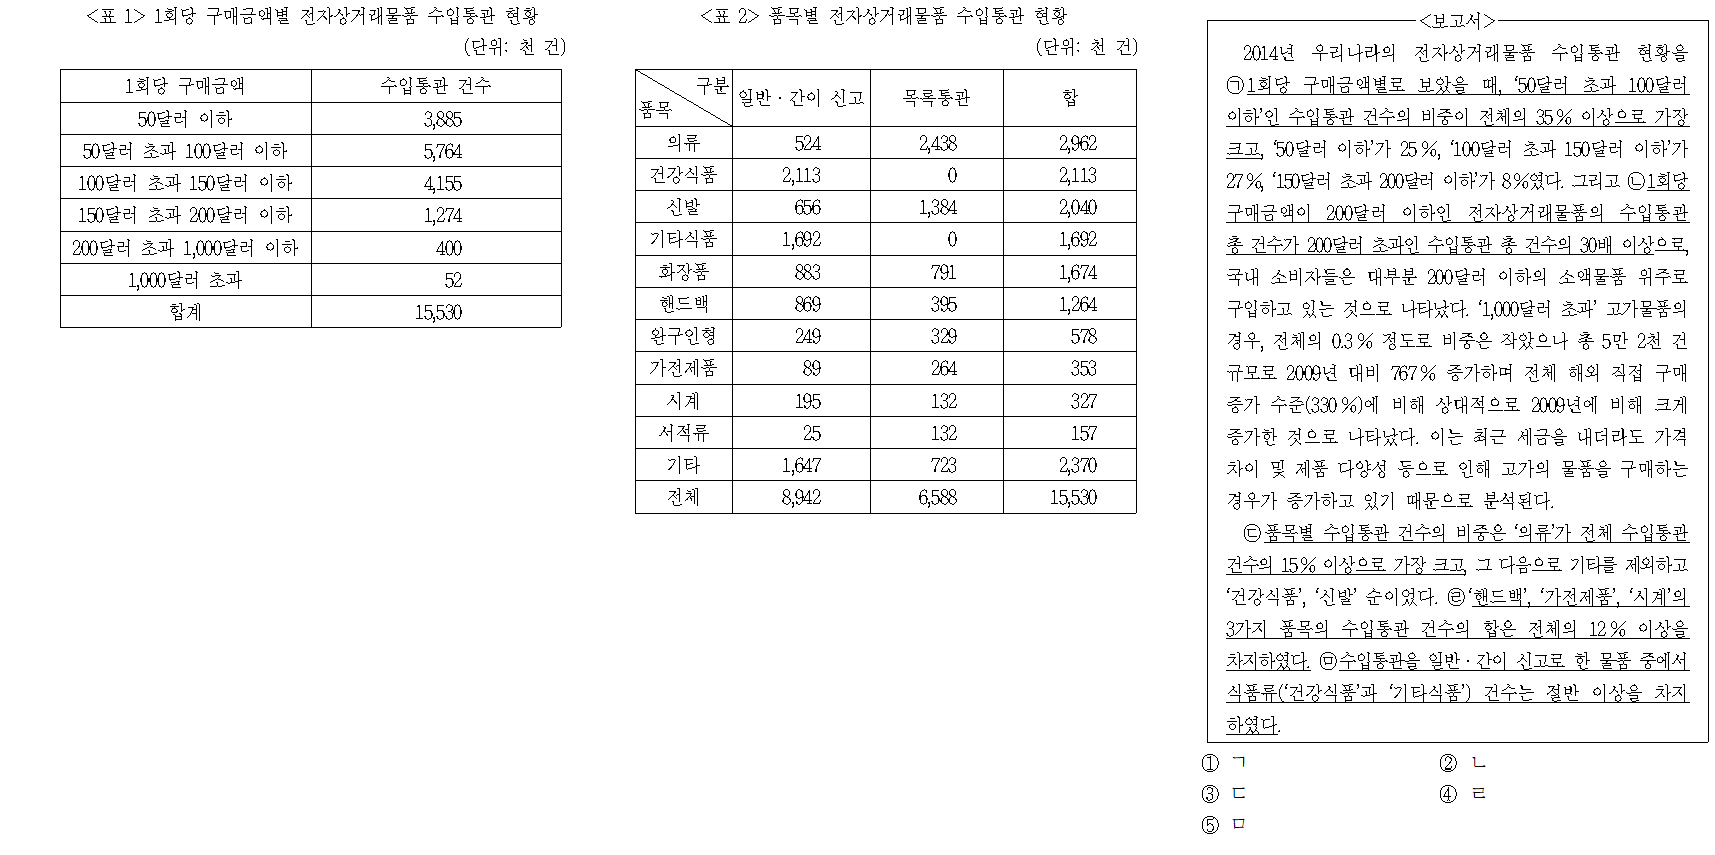 <표 1> 1회당 구매금액별 전자상거래물품 수입통관 현황
(단위: 천 건)
1회당 구매금액 수입통관 건수
50달러 이하 3,885
50달러 초과 100달러 이하 5,764
100달러 초과 150달러 이하 4,155
150달러 초과 200달러 이하 1,274
200달러 초과 1,000달러 이하 400
1,000달러 초과 52
합계 15,530
<표 2> 품목별 전자상거래물품 수입통관 현황
(단위: 천 건)
구분
품목 일반·간이 신고 목록통관 합
의류 524 2,438 2,962
건강식품 2,113 0 2,113
신발 656 1,384 2,040
기타식품 1,692 0 1,692
화장품 883 791 1,674
핸드백 869 395 1,264
완구인형 249 329 578
가전제품 89 264 353
시계 195 132 327
서적류 25 132 157
기타 1,647 723 2,370
전체 8,942 6,588 15,530
<보고서>
2014년 우리나라의 전자상거래물품 수입통관 현황을
㉠1회당 구매금액별로 보았을 때, ‘50달러 초과 100달러
이하’인 수입통관 건수의 비중이 전체의 35% 이상으로 가장
크고, ‘50달러 이하’가 25%, ‘100달러 초과 150달러 이하’가
27%, ‘150달러 초과 200달러 이하’가 8%였다. 그리고 ㉡1회당
구매금액이 200달러 이하인 전자상거래물품의 수입통관
총 건수가 200달러 초과인 수입통관 총 건수의 30배 이상으로,
국내 소비자들은 대부분 200달러 이하의 소액물품 위주로
구입하고 있는 것으로 나타났다. ‘1,000달러 초과’ 고가물품의
경우, 전체의 0.3% 정도로 비중은 작았으나 총 5만 2천 건
규모로 2009년 대비 767% 증가하며 전체 해외 직접 구매
증가 수준(330%)에 비해 상대적으로 2009년에 비해 크게
증가한 것으로 나타났다. 이는 최근 세금을 내더라도 가격
차이 및 제품 다양성 등으로 인해 고가의 물품을 구매하는
경우가 증가하고 있기 때문으로 분석된다.
㉢품목별 수입통관 건수의 비중은 ‘의류’가 전체 수입통관
건수의 15% 이상으로 가장 크고, 그 다음으로 기타를 제외하고
‘건강식품’, ‘신발’ 순이었다. ㉣‘핸드백’, ‘가전제품’, ‘시계’의
3가지 품목의 수입통관 건수의 합은 전체의 12% 이상을
차지하였다. ㉤수입통관을 일반·간이 신고로 한 물품 중에서
식품류(‘건강식품’과 ‘기타식품’) 건수는 절반 이상을 차지
하였다.
① ㄱ ② ㄴ
③ ㄷ ④ ㄹ
⑤ ㅁ